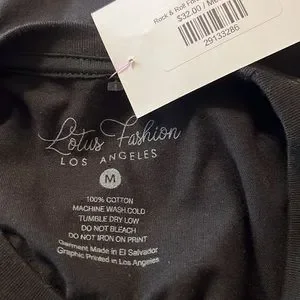 Rock & Roll
$32.00 / Me
29133286
Lotus Fashion
LOS ANGELES
M
100% COTTON
MACHINE WASH COLD
TUMBLE DRY LOW
DO NOT BLEACH
DO NOT IRON ON PRINT
Garment Made in El Salvador
Graphic Printed in Los Angeles